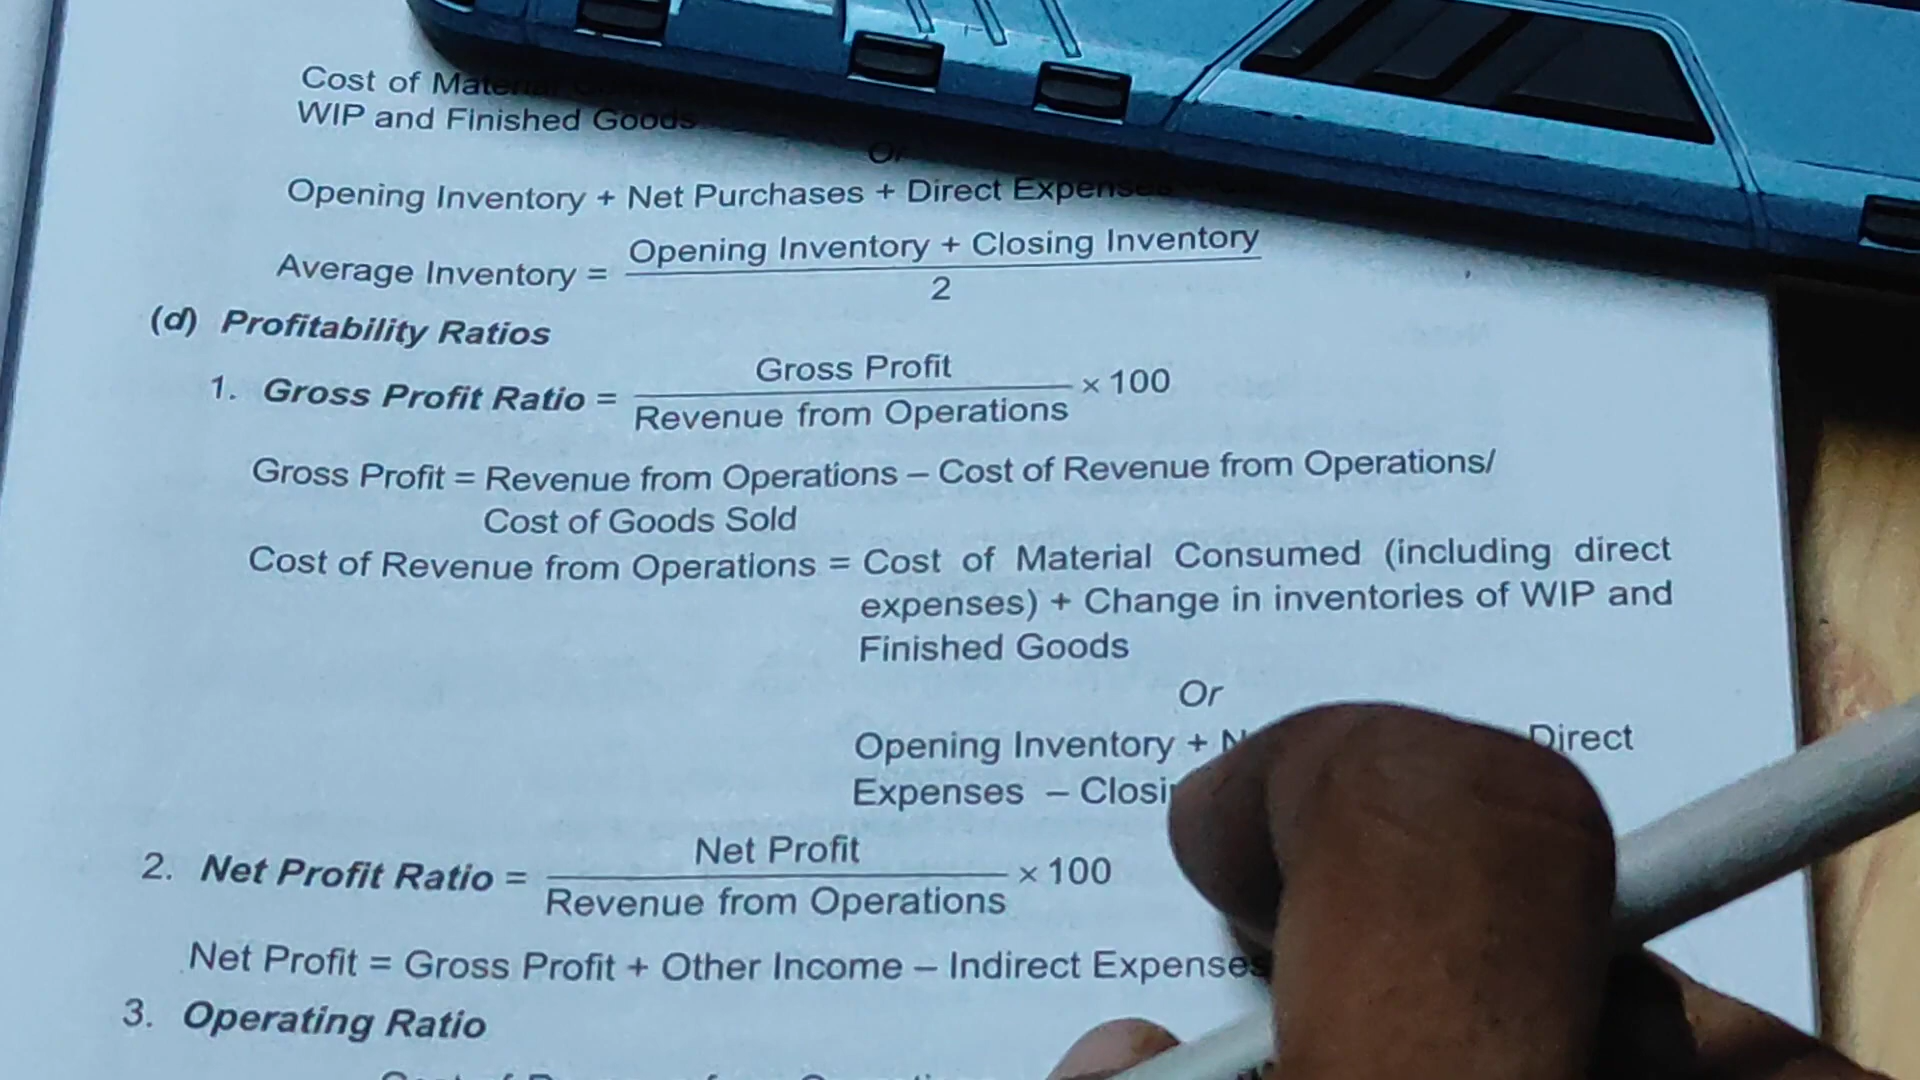 Cost of
WIP and Finished Goods
Or
Opening Inventory + Net Purchases + Direct Expenses
Average Inventory = Opening Inventory + Closing Inventory
2
(d) Profitability Ratios
Gross Profit
1. Gross Profit Ratio = × 100
Revenue from Operations
Gross Profit = Revenue from Operations – Cost of Revenue from Operations/
Cost of Goods Sold
Cost of Revenue from Operations = Cost of Material Consumed (including direct
expenses) + Change in inventories of WIP and
Finished Goods
Or
Opening Inventory + Direct
Expenses –
Net Profit
2. Net Profit Ratio = × 100
Revenue from Operations
Net Profit = Gross Profit + Other Income – Indirect Expenses
3. Operating Ratio